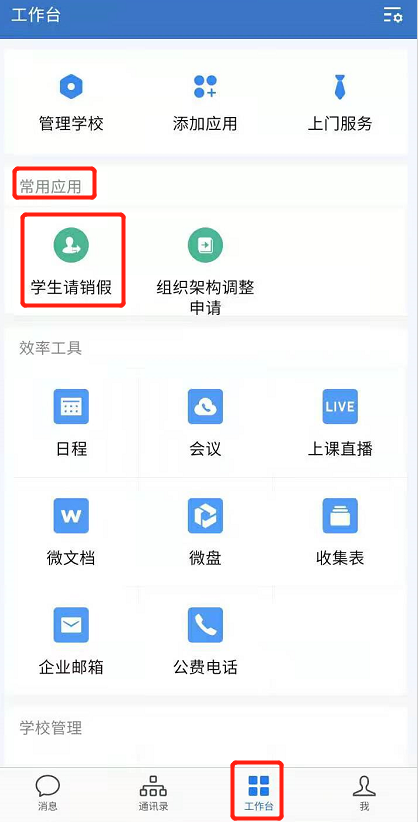 工作台
管理学校
添加应用
上门服务
常用应用
学生请销假
组织架构调整
申请
效率工具
日程
会议
LIVE
上课直播
W
微文档
微盘
收集表
企业邮箱
公费电话
学校管理
消息
通讯录
工作台
我